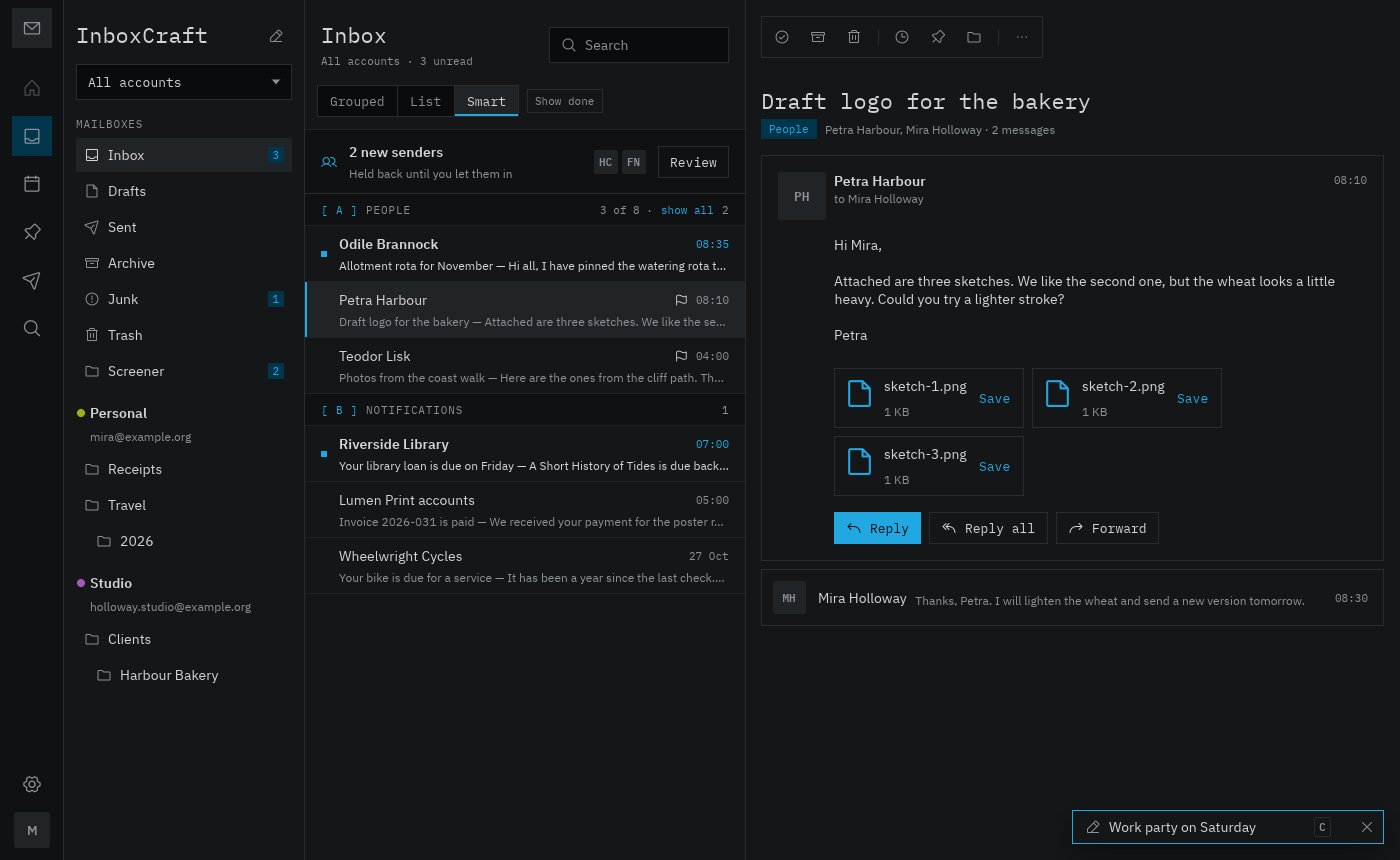 InboxCraft
All accounts
MAILBOXES
Inbox 3
Drafts
Sent
Archive
Junk 1
Trash
Screener 2
Personal
mira@example.org
Receipts
Travel
2026
Studio
holloway.studio@example.org
Clients
Harbour Bakery
M
Inbox
All accounts · 3 unread
Search
Grouped List Smart Show done
2 new senders
Held back until you let them in
HC FN Review
[ A ] PEOPLE 3 of 8 · show all 2
Odile Brannock 08:35
Allotment rota for November — Hi all, I have pinned the watering rota t…
Petra Harbour 08:10
Draft logo for the bakery — Attached are three sketches. We like the se…
Teodor Lisk 04:00
Photos from the coast walk — Here are the ones from the cliff path. Th…
[ B ] NOTIFICATIONS 1
Riverside Library 07:00
Your library loan is due on Friday — A Short History of Tides is due back…
Lumen Print accounts 05:00
Invoice 2026-031 is paid — We received your payment for the poster r…
Wheelwright Cycles 27 Oct
Your bike is due for a service — It has been a year since the last check.…
Draft logo for the bakery
People Petra Harbour, Mira Holloway · 2 messages
PH
Petra Harbour 08:10
to Mira Holloway
Hi Mira,
Attached are three sketches. We like the second one, but the wheat looks a little
heavy. Could you try a lighter stroke?
Petra
sketch-1.png
1 KB
Save
sketch-2.png
1 KB
Save
sketch-3.png
1 KB
Save
Reply Reply all Forward
MH Mira Holloway Thanks, Petra. I will lighten the wheat and send a new version tomorrow. 08:30
Work party on Saturday C